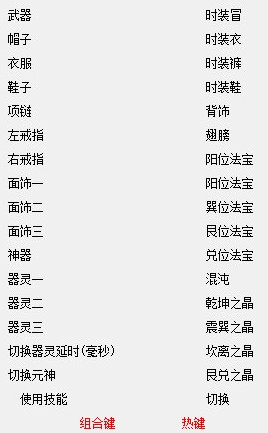 武器 时装冒
帽子 时装衣
衣服 时装裤
鞋子 时装鞋
项链 背饰
左戒指 翅膀
右戒指 阳位法宝
面饰一 阳位法宝
面饰二 巽位法宝
面饰三 艮位法宝
神器 兑位法宝
器灵一 混沌
器灵二 乾坤之晶
器灵三 震巽之晶
切换器灵延时(毫秒) 坎离之晶
切换元神 艮兑之晶
使用技能 切换
组合键 热键